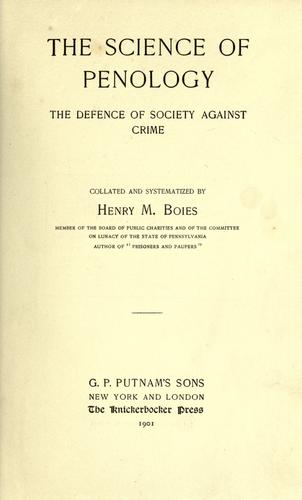 THE SCIENCE OF
PENOLOGY
THE DEFENCE OF SOCIETY AGAINST
CRIME
COLLATED AND SYSTEMATIZED BY
HENRY M. BOIES
MEMBER OF THE BOARD OF PUBLIC CHARITIES AND OF THE COMMITTEE
ON LUNACY OF THE STATE OF PENNSYLVANIA
AUTHOR OF "PRISONERS AND PAUPERS"
G. P. PUTNAM'S SONS
NEW YORK AND LONDON
The Knickerbocker Press
1901